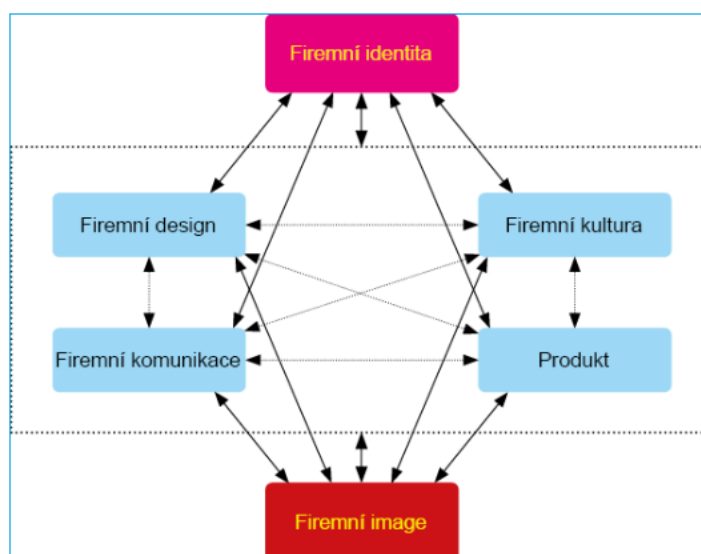 Firemní identita
Firemní design
Firemní kultura
Firemní komunikace
Produkt
Firemní image